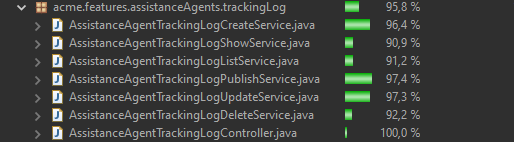 acme.features.assistanceAgents.trackingLog 95,8 %
AssistanceAgentTrackingLogCreateService.java 96,4 %
AssistanceAgentTrackingLogShowService.java 90,9 %
AssistanceAgentTrackingLogListService.java 91,2 %
AssistanceAgentTrackingLogPublishService.java 97,4 %
AssistanceAgentTrackingLogUpdateService.java 97,3 %
AssistanceAgentTrackingLogDeleteService.java 92,2 %
AssistanceAgentTrackingLogController.java 100,0 %